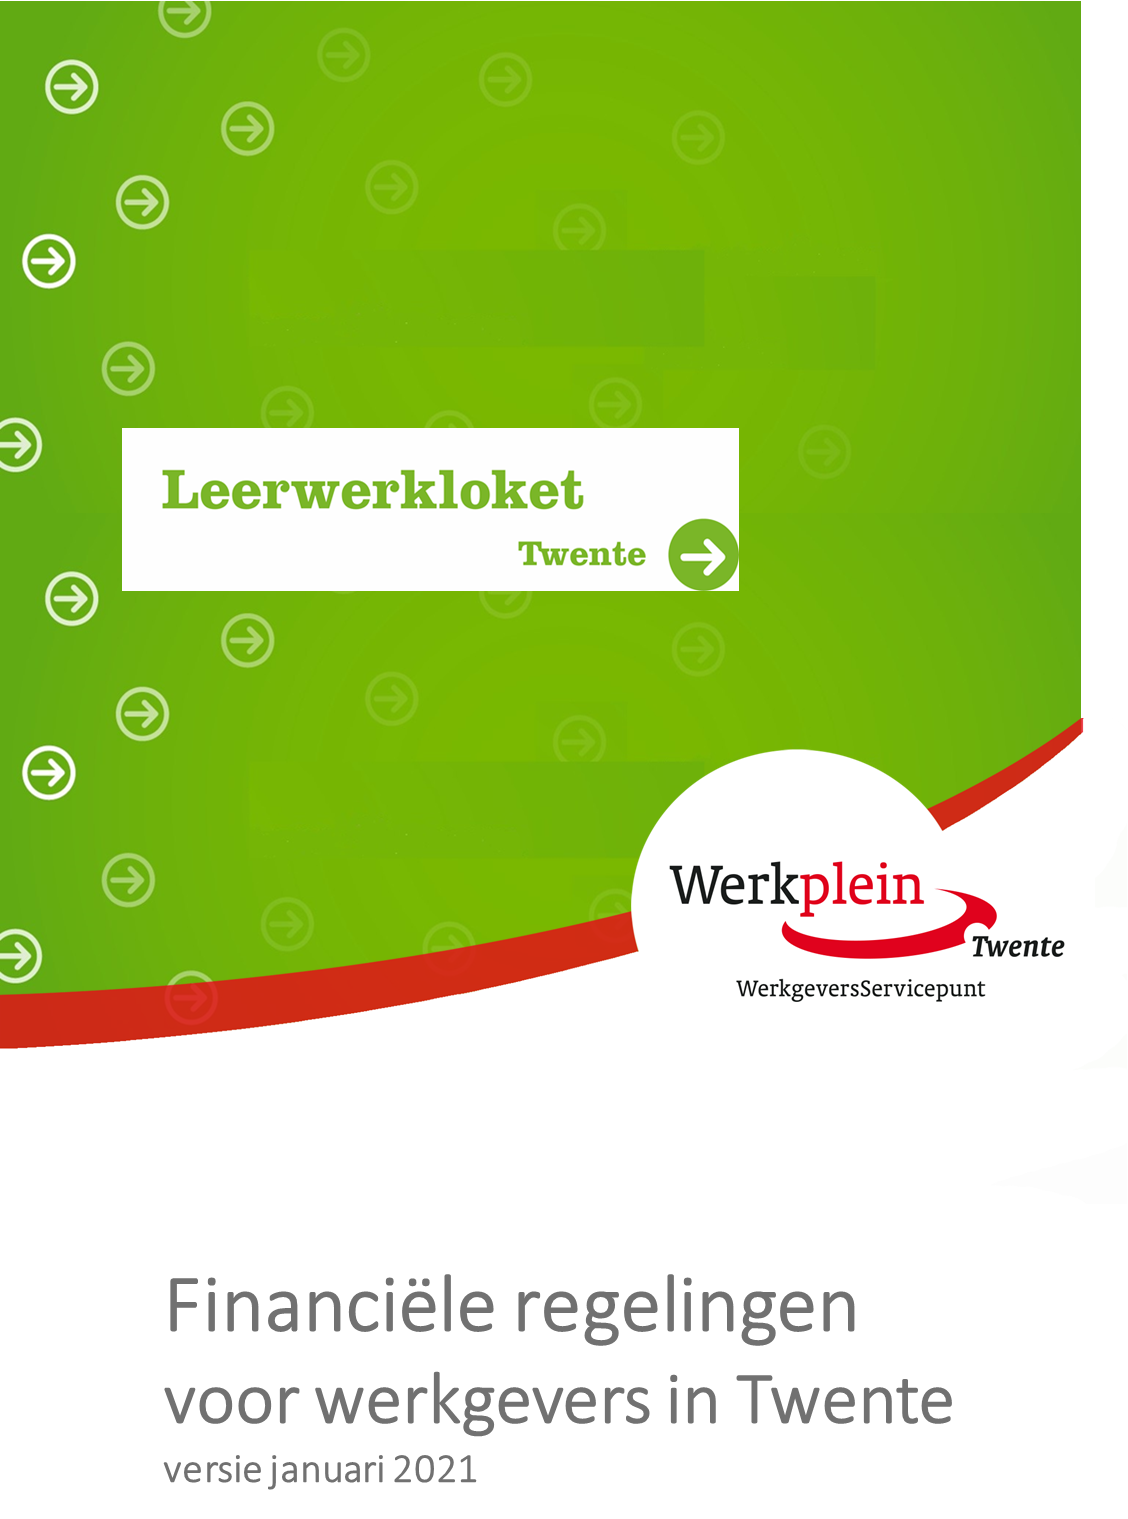 Leerwerkloket
Twente
Werkplein
Twente
WerkgeversServicepunt
Financiële regelingen
voor werkgevers in Twente
versie januari 2021